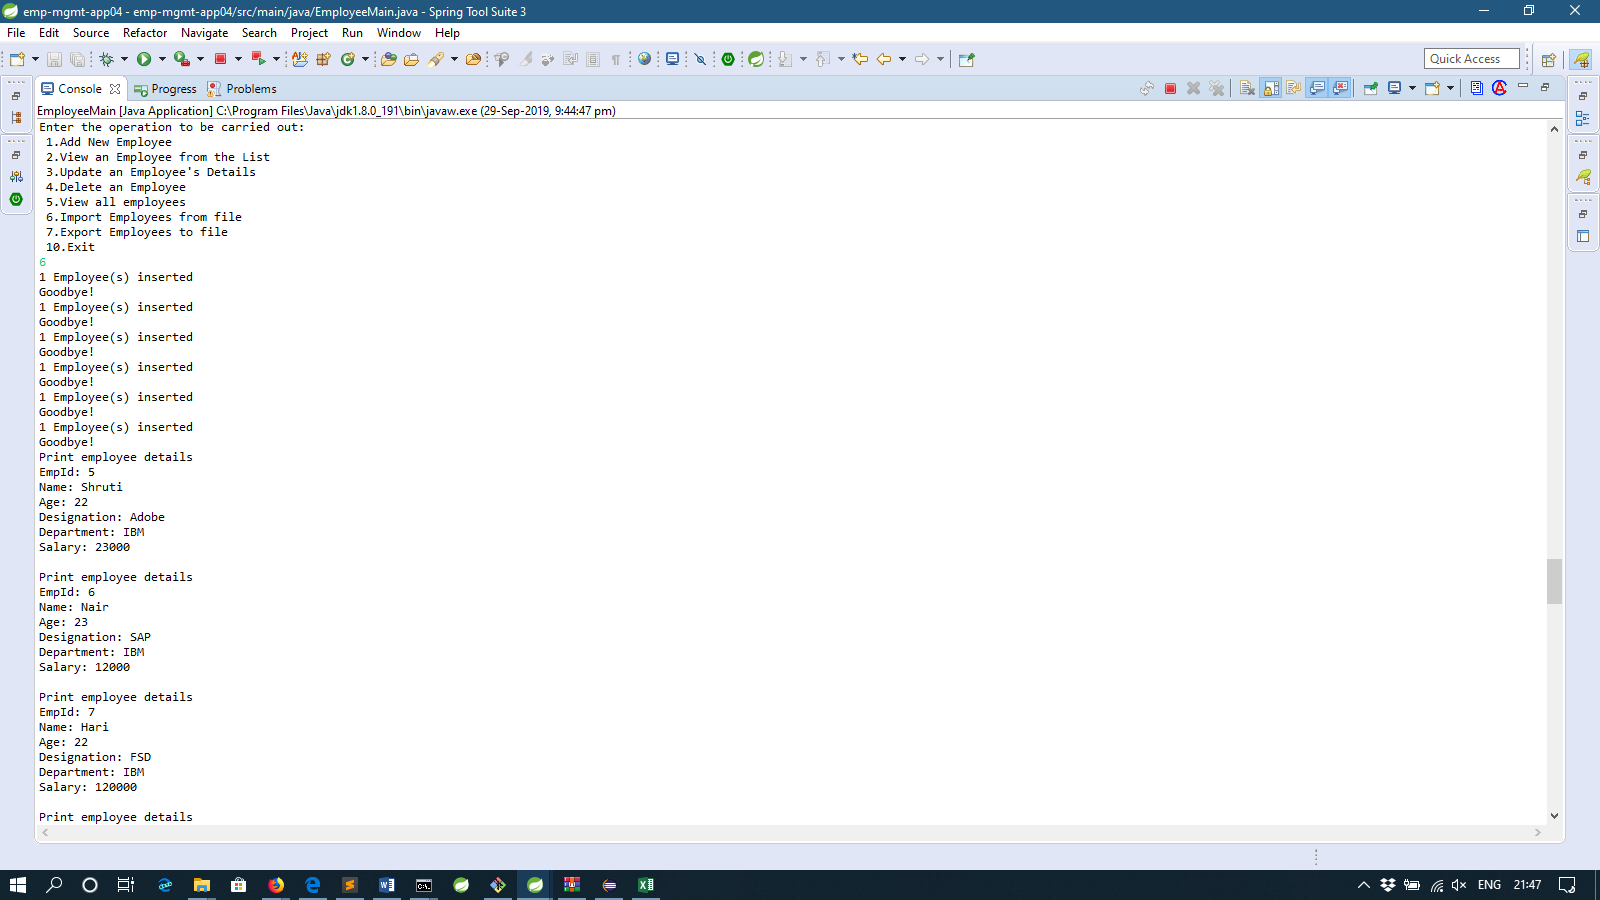 emp-mgmt-app04 - emp-mgmt-app04/src/main/java/EmployeeMain.java - Spring Tool Suite 3
File Edit Source Refactor Navigate Search Project Run Window Help
Quick Access
Console Progress Problems
EmployeeMain [Java Application] C:\Program Files\Java\jdk1.8.0_191\bin\javaw.exe (29-Sep-2019, 9:44:47 pm)
Enter the operation to be carried out:
1.Add New Employee
2.View an Employee from the List
3.Update an Employee's Details
4.Delete an Employee
5.View all employees
6.Import Employees from file
7.Export Employees to file
10.Exit
6
1 Employee(s) inserted
Goodbye!
1 Employee(s) inserted
Goodbye!
1 Employee(s) inserted
Goodbye!
1 Employee(s) inserted
Goodbye!
1 Employee(s) inserted
Goodbye!
1 Employee(s) inserted
Goodbye!
Print employee details
EmpId: 5
Name: Shruti
Age: 22
Designation: Adobe
Department: IBM
Salary: 23000
Print employee details
EmpId: 6
Name: Nair
Age: 23
Designation: SAP
Department: IBM
Salary: 12000
Print employee details
EmpId: 7
Name: Hari
Age: 22
Designation: FSD
Department: IBM
Salary: 120000
Print employee details
ENG 21:47